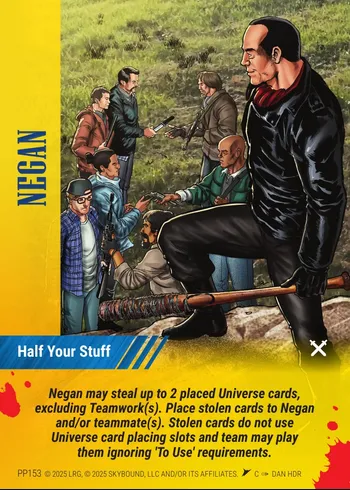 NEGAN
Half Your Stuff
Negan may steal up to 2 placed Universe cards,
excluding Teamwork(s). Place stolen cards to Negan
and/or teammate(s). Stolen cards do not use
Universe card placing slots and team may play
them ignoring 'To Use' requirements.
PP153 © 2025 LRG, © 2025 SKYBOUND, LLC AND/OR ITS AFFILIATES. C DAN HDR